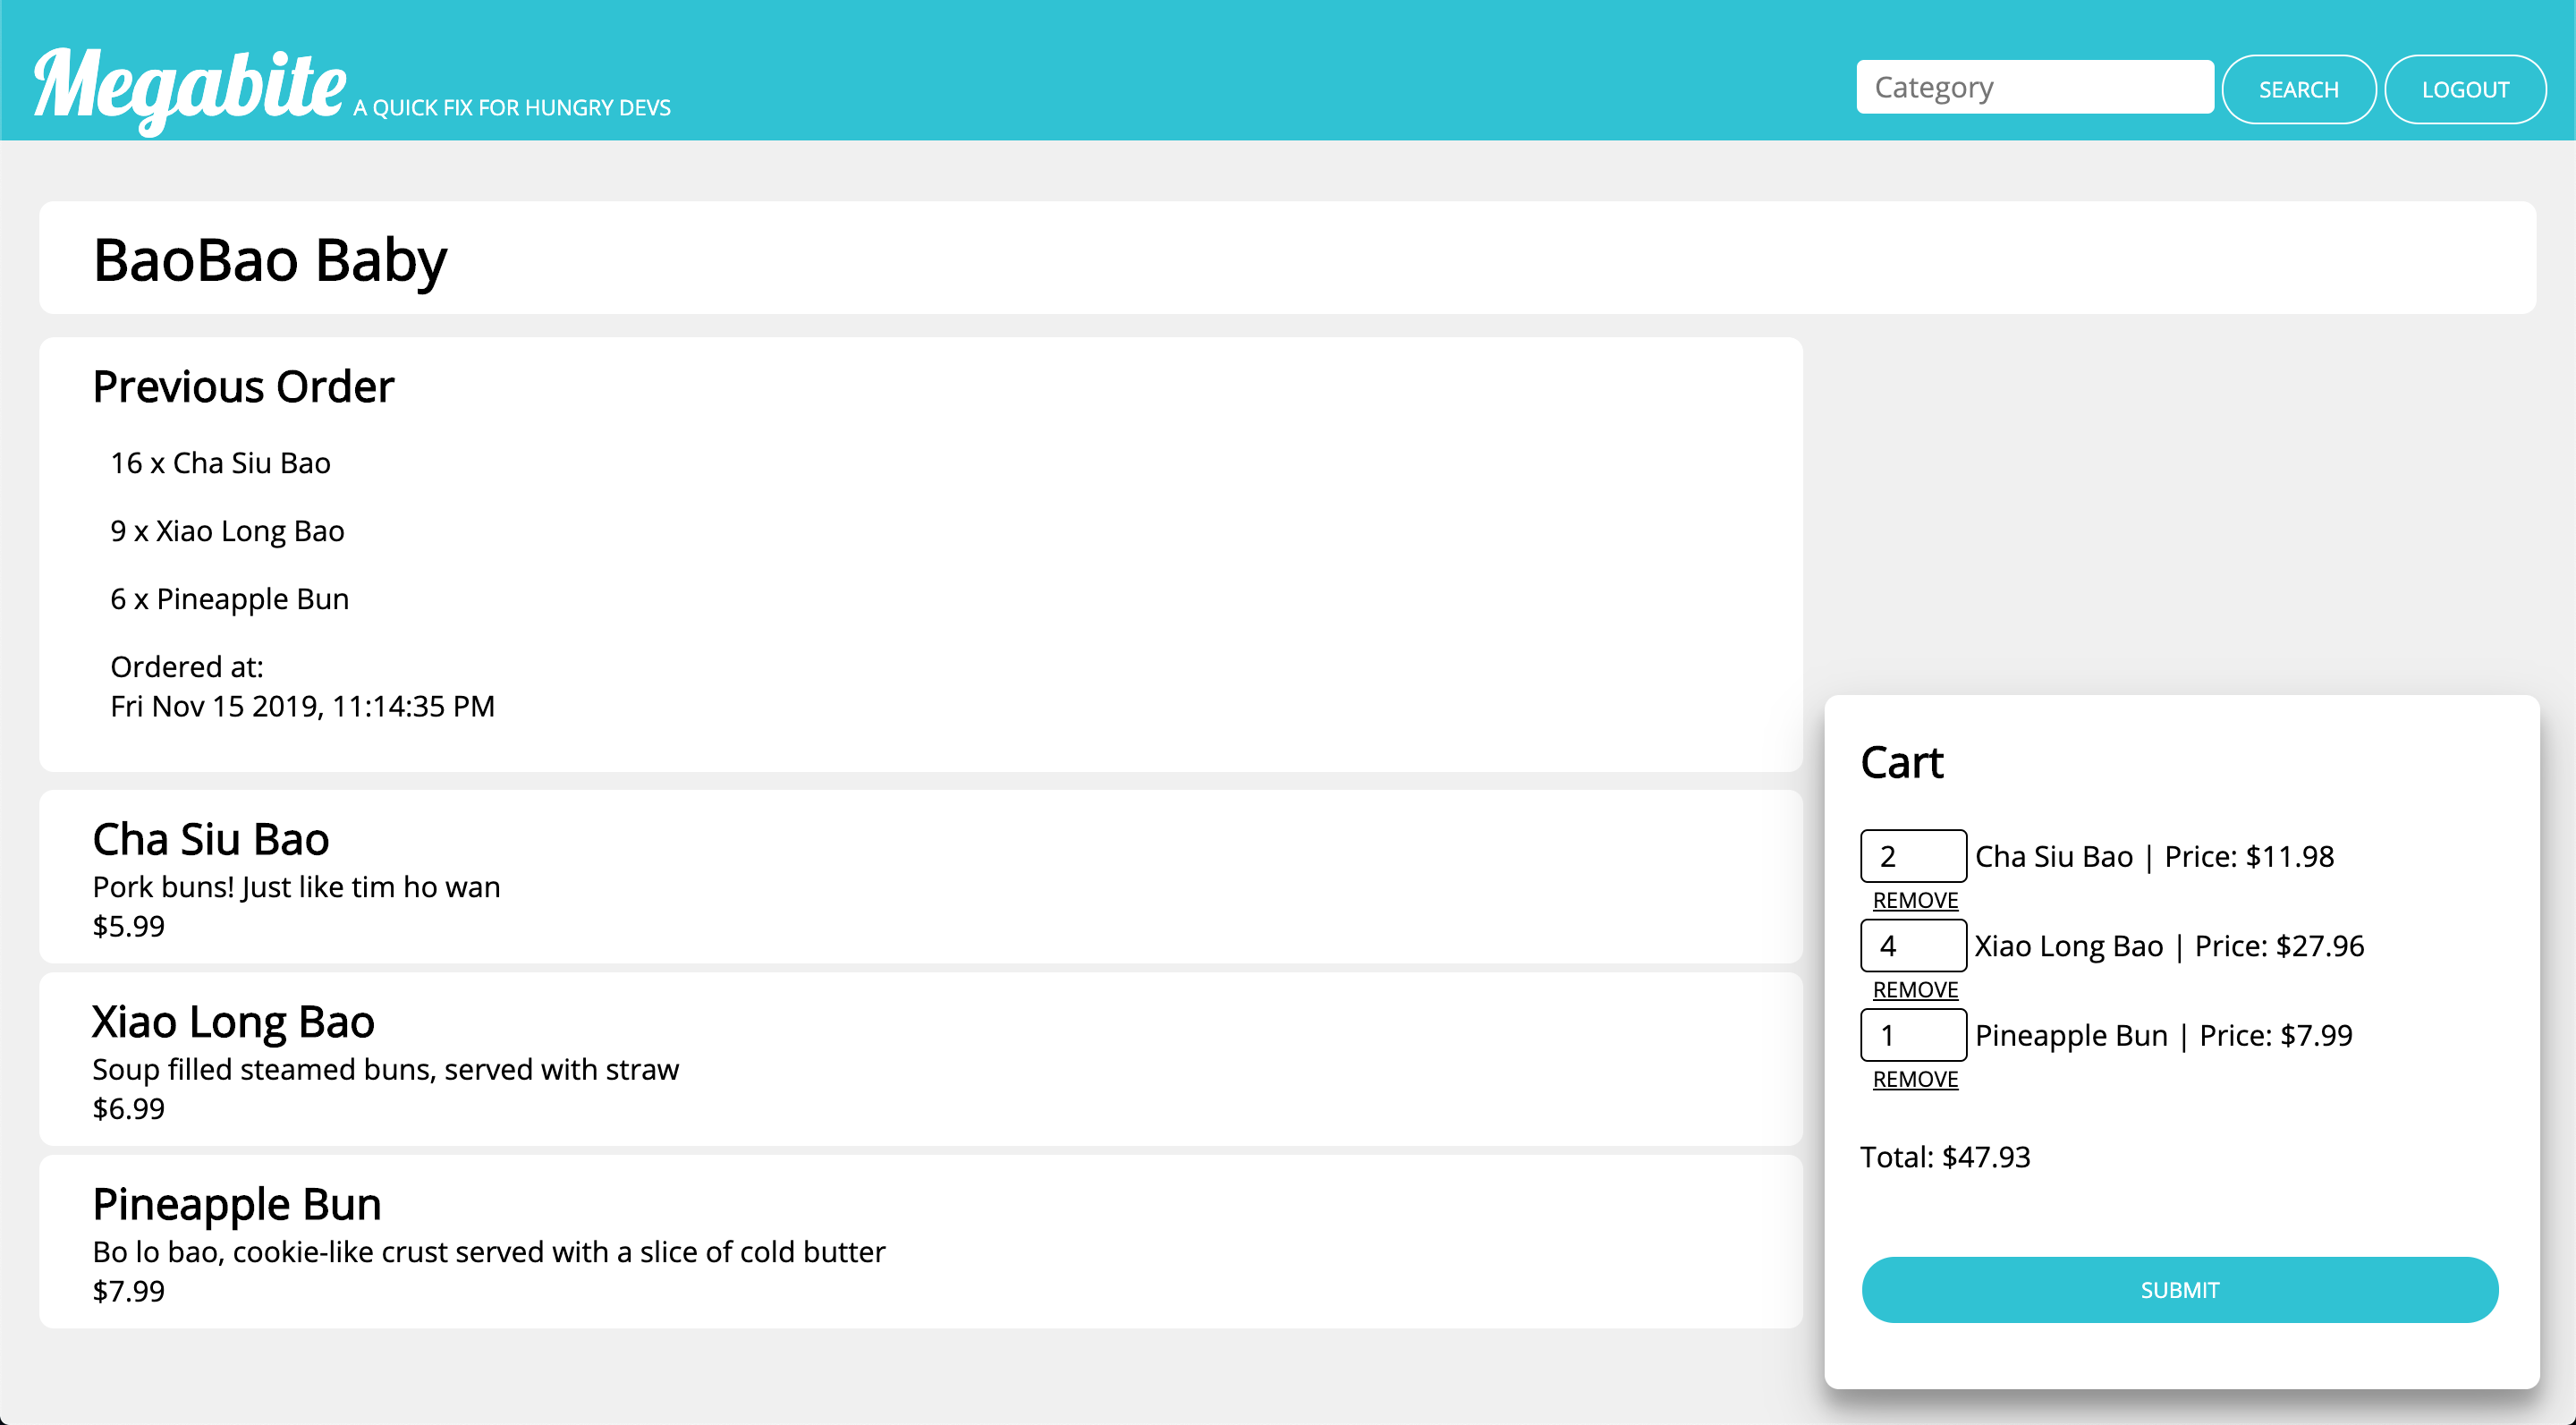 Megabite A QUICK FIX FOR HUNGRY DEVS
Category
SEARCH
LOGOUT
BaoBao Baby
Previous Order
16 x Cha Siu Bao
9 x Xiao Long Bao
6 x Pineapple Bun
Ordered at:
Fri Nov 15 2019, 11:14:35 PM
Cha Siu Bao
Pork buns! Just like tim ho wan
$5.99
Xiao Long Bao
Soup filled steamed buns, served with straw
$6.99
Pineapple Bun
Bo lo bao, cookie-like crust served with a slice of cold butter
$7.99
Cart
2 Cha Siu Bao | Price: $11.98
REMOVE
4 Xiao Long Bao | Price: $27.96
REMOVE
1 Pineapple Bun | Price: $7.99
REMOVE
Total: $47.93
SUBMIT